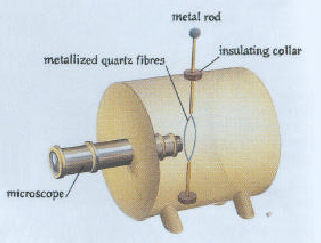 metal rod
insulating collar
metallized quartz fibres
microscope